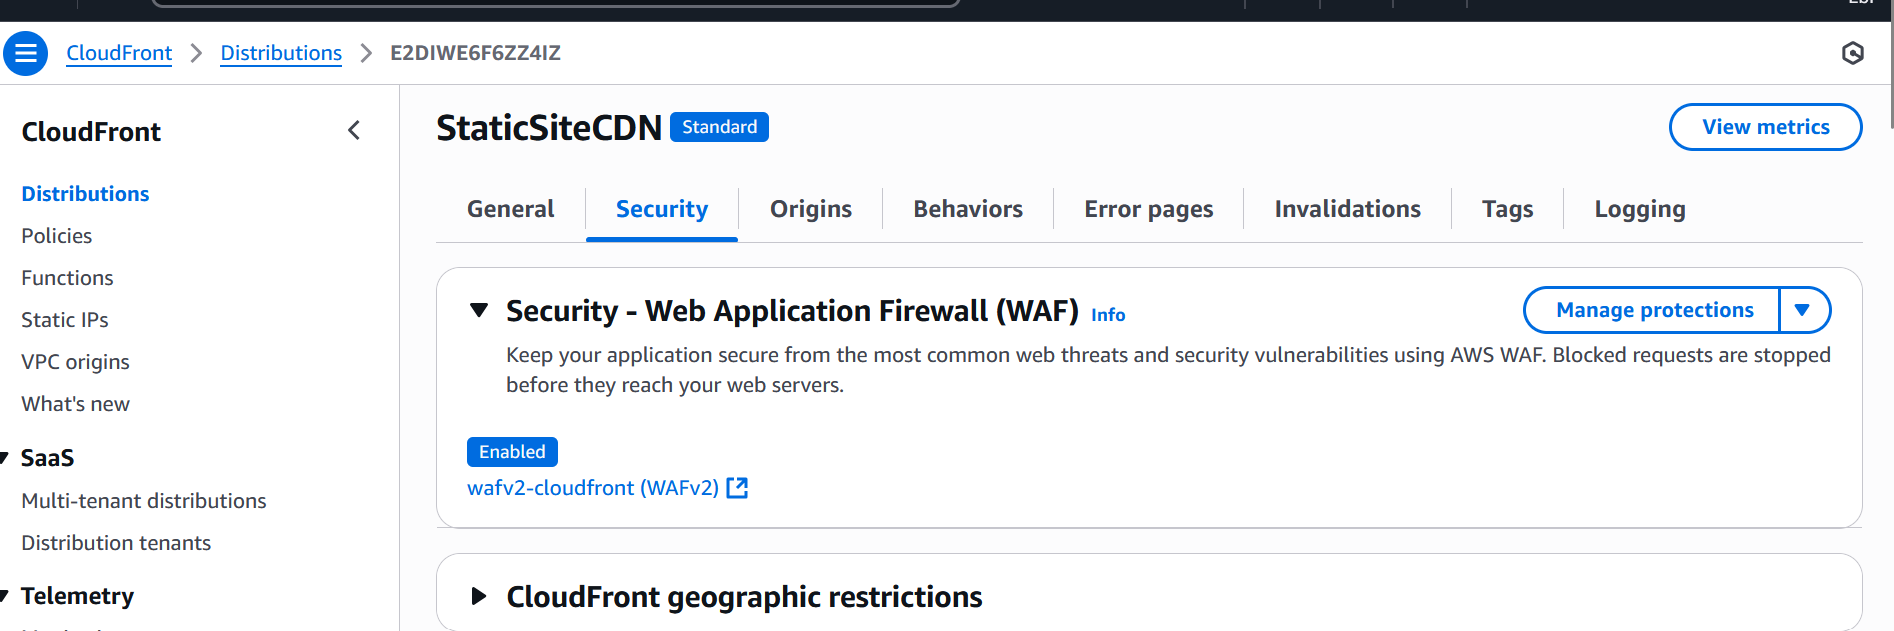 CloudFront > Distributions > E2DIWE6F6ZZ4IZ
CloudFront
Distributions
Policies
Functions
Static IPs
VPC origins
What's new
SaaS
Multi-tenant distributions
Distribution tenants
Telemetry
StaticSiteCDN Standard
View metrics
General Security Origins Behaviors Error pages Invalidations Tags Logging
Security - Web Application Firewall (WAF) Info
Manage protections
Keep your application secure from the most common web threats and security vulnerabilities using AWS WAF. Blocked requests are stopped
before they reach your web servers.
Enabled
wafv2-cloudfront (WAFv2)
CloudFront geographic restrictions